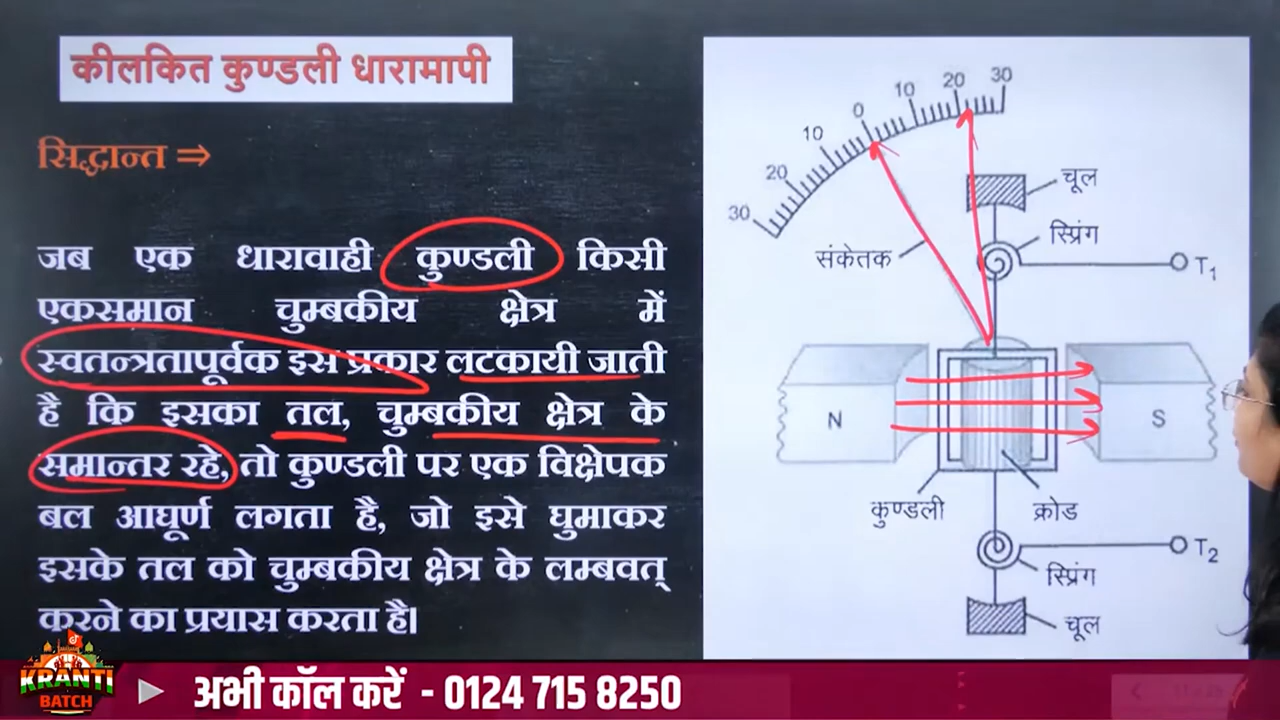 कीलकित कुण्डली धारामापी
सिद्धान्त ⇒
जब एक धारावाही कुण्डली किसी
एकसमान चुम्बकीय क्षेत्र में
स्वतन्त्रतापूर्वक इस प्रकार लटकायी जाती
है कि इसका तल, चुम्बकीय क्षेत्र के
समान्तर रहे, तो कुण्डली पर एक विक्षेपक
बल आघूर्ण लगता है, जो इसे घुमाकर
इसके तल को चुम्बकीय क्षेत्र के लम्बवत्
करने का प्रयास करता है।
30 20 10 0 10 20 30
चूल
स्प्रिंग
संकेतक
T1
N
S
कुण्डली
क्रोड
T2
स्प्रिंग
चूल
KRANTI
BATCH
अभी कॉल करें - 0124 715 8250